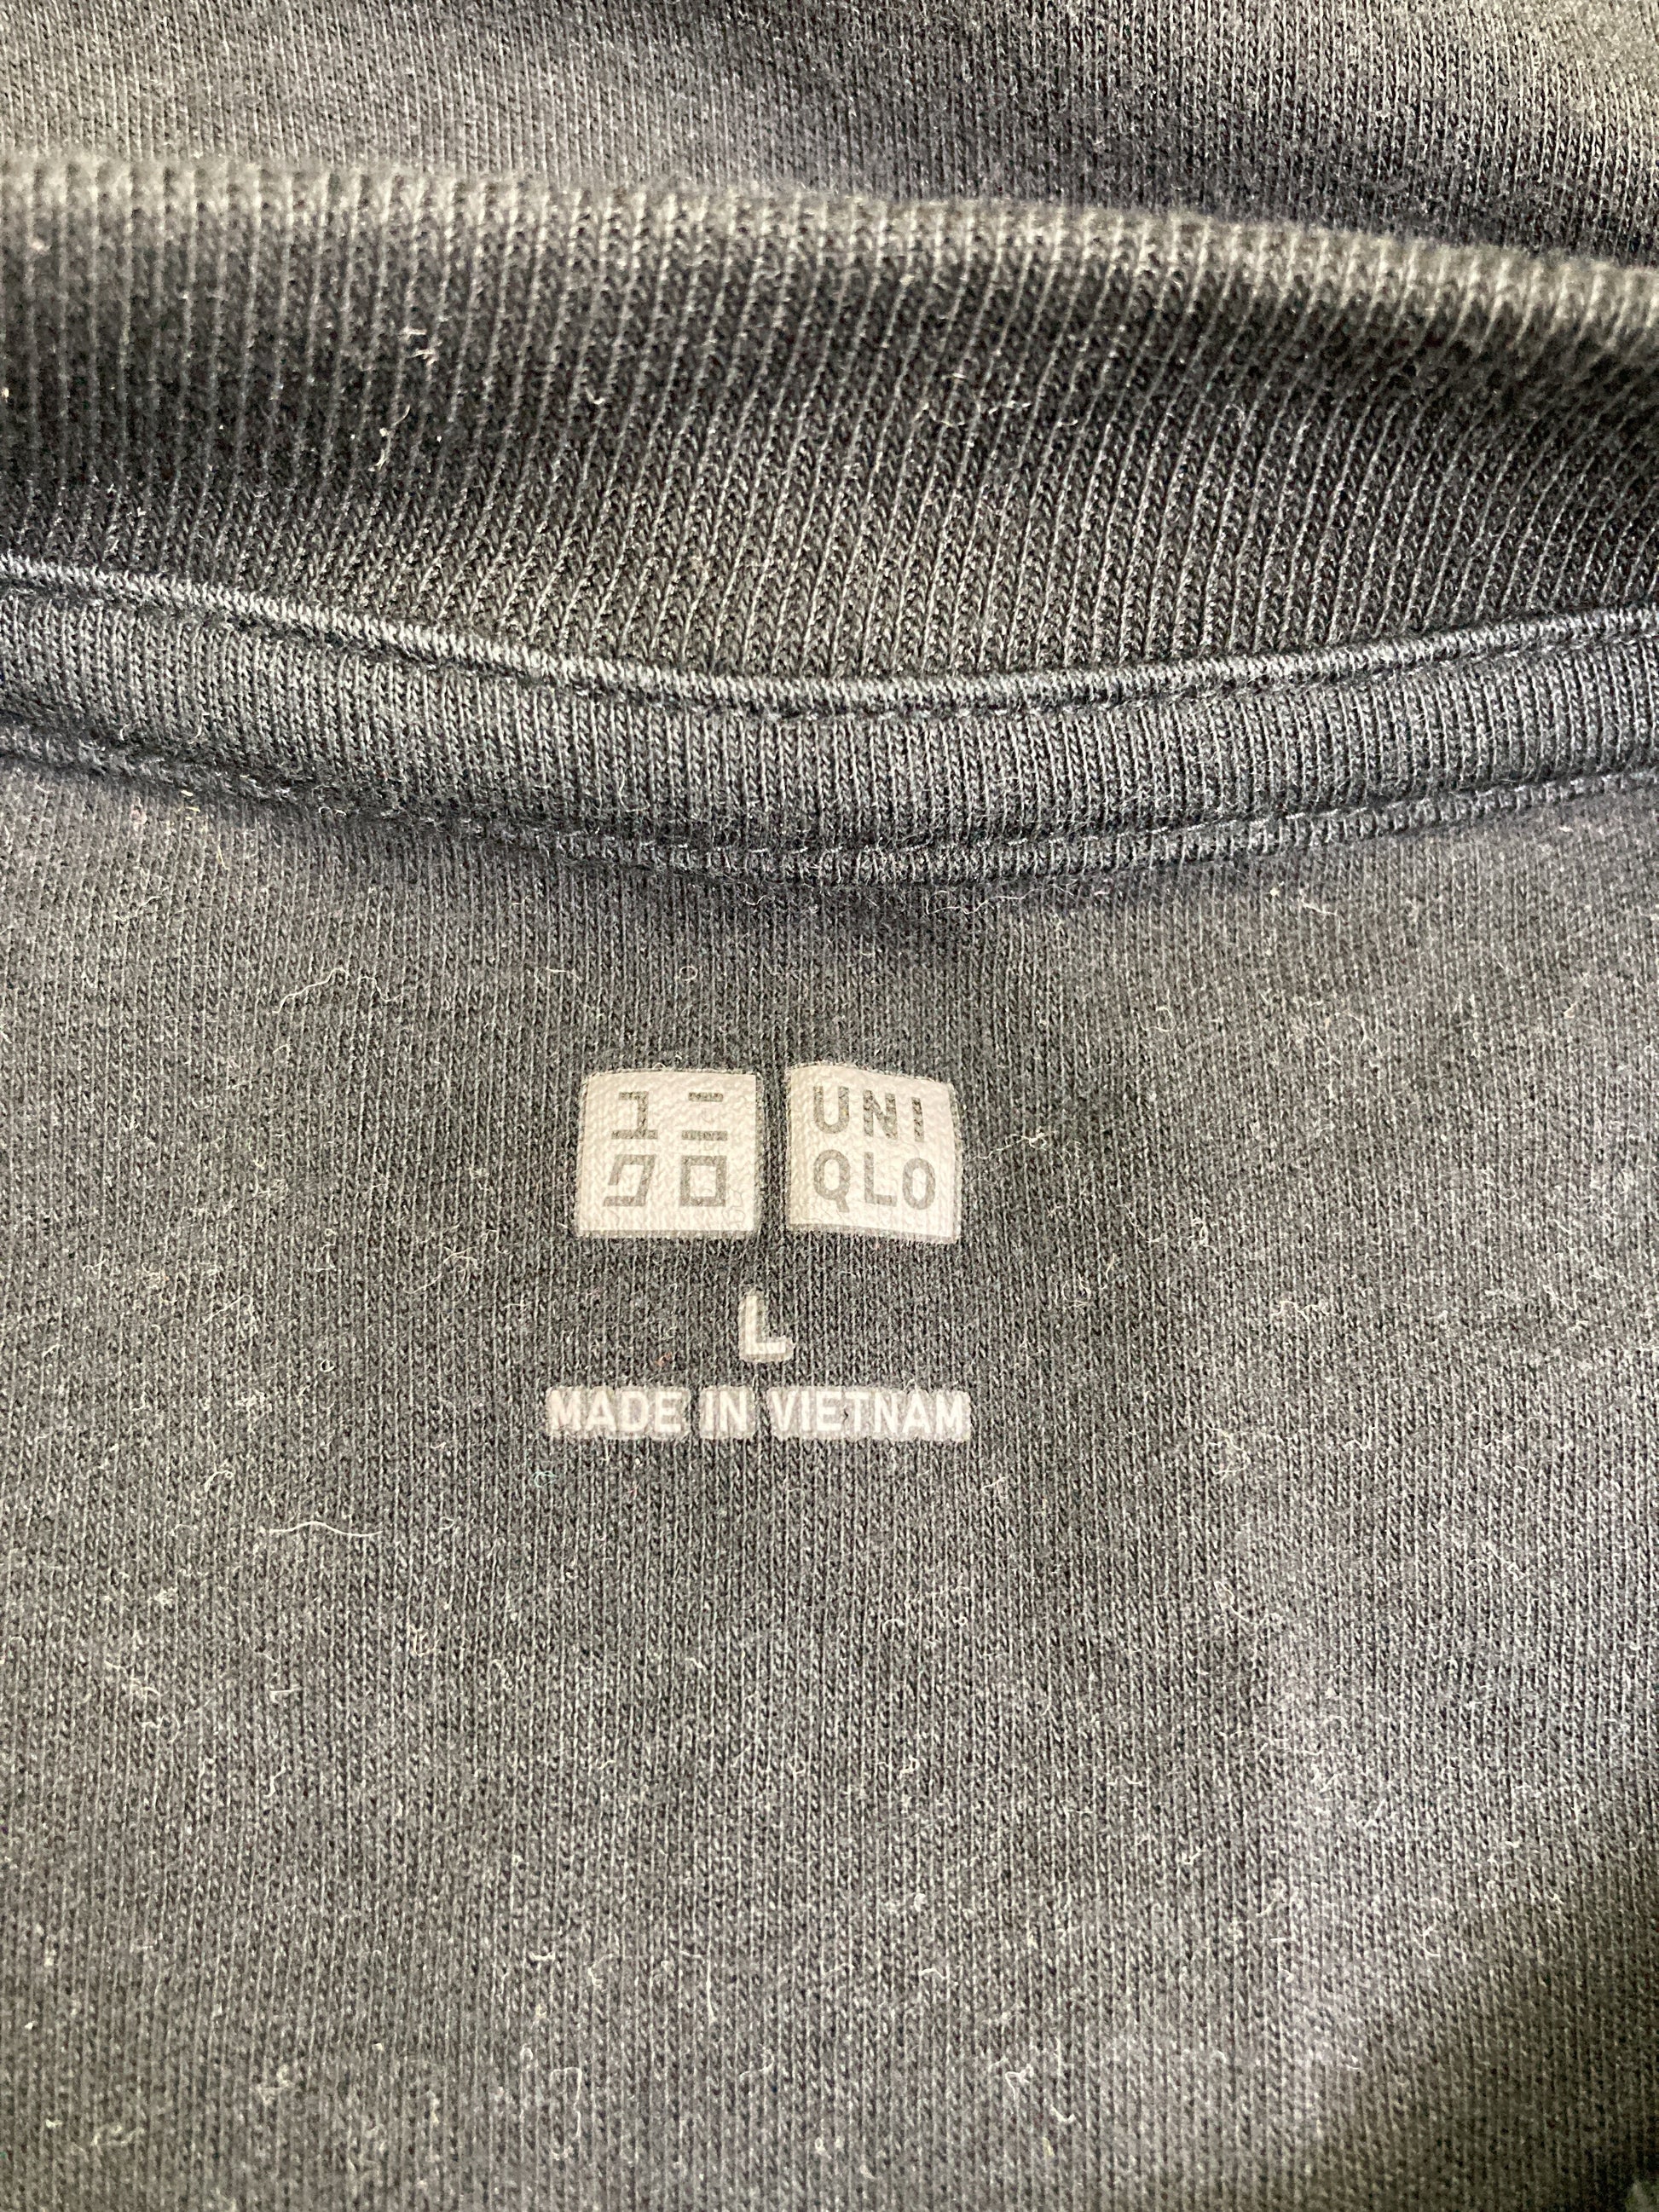 ユニ UNI
クロ QLO
L
MADE IN VIETNAM